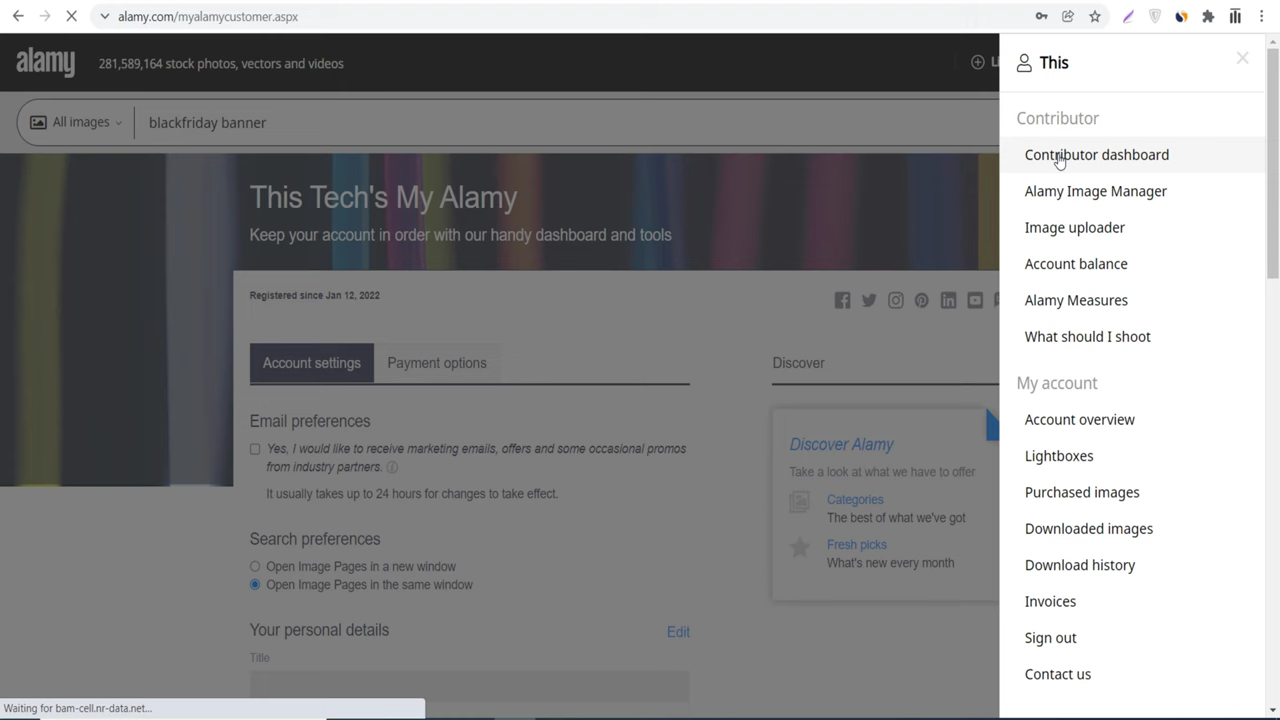 alamy.com/myalamycustomer.aspx
alamy
281,589,164 stock photos, vectors and videos
This
All images
blackfriday banner
Contributor
Contributor dashboard
Alamy Image Manager
Image uploader
Account balance
Alamy Measures
What should I shoot
My account
Account overview
Lightboxes
Purchased images
Downloaded images
Download history
Invoices
Sign out
Contact us
This Tech's My Alamy
Keep your account in order with our handy dashboard and tools
Registered since Jan 12, 2022
Account settings
Payment options
Discover
Email preferences
Yes, I would like to receive marketing emails, offers and some occasional promos
from industry partners.
It usually takes up to 24 hours for changes to take effect.
Discover Alamy
Take a look at what we have to offer
Categories
The best of what we've got
Fresh picks
What's new every month
Search preferences
Open Image Pages in a new window
Open Image Pages in the same window
Your personal details
Edit
Title
Waiting for bam-cell.nr-data.net...